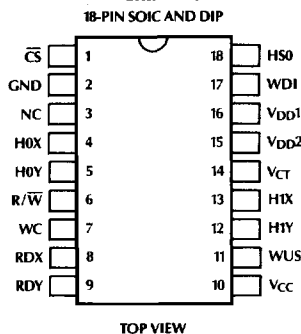 18-PIN SOIC AND DIP
C̅S̅ 1 18 HS0
GND 2 17 WDI
NC 3 16 VDD1
H0X 4 15 VDD2
H0Y 5 14 VCT
R/W̅ 6 13 H1X
WC 7 12 H1Y
RDX 8 11 WUS
RDY 9 10 VCC
TOP VIEW